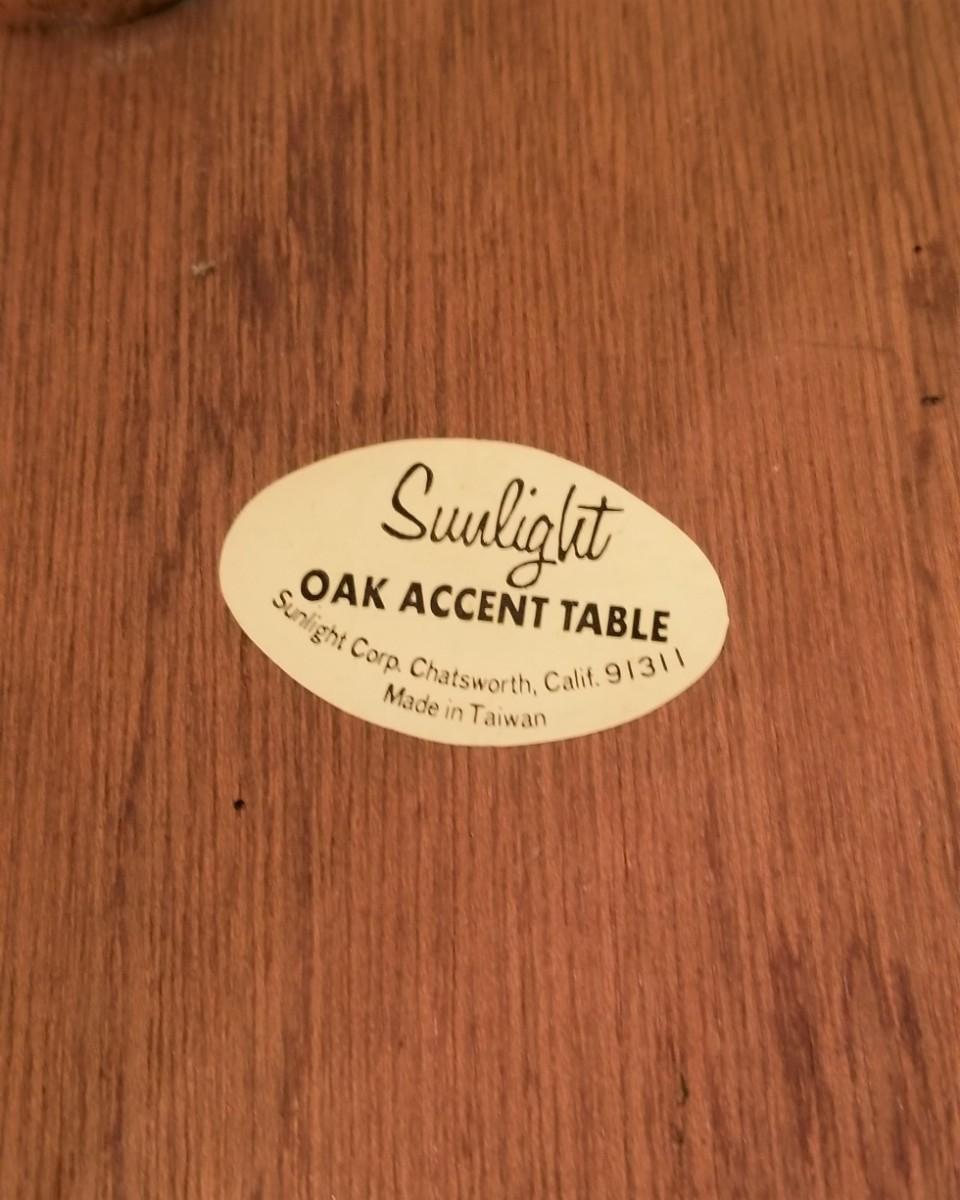 Sunlight
OAK ACCENT TABLE
Sunlight Corp. Chatsworth, Calif. 91311
Made in Taiwan